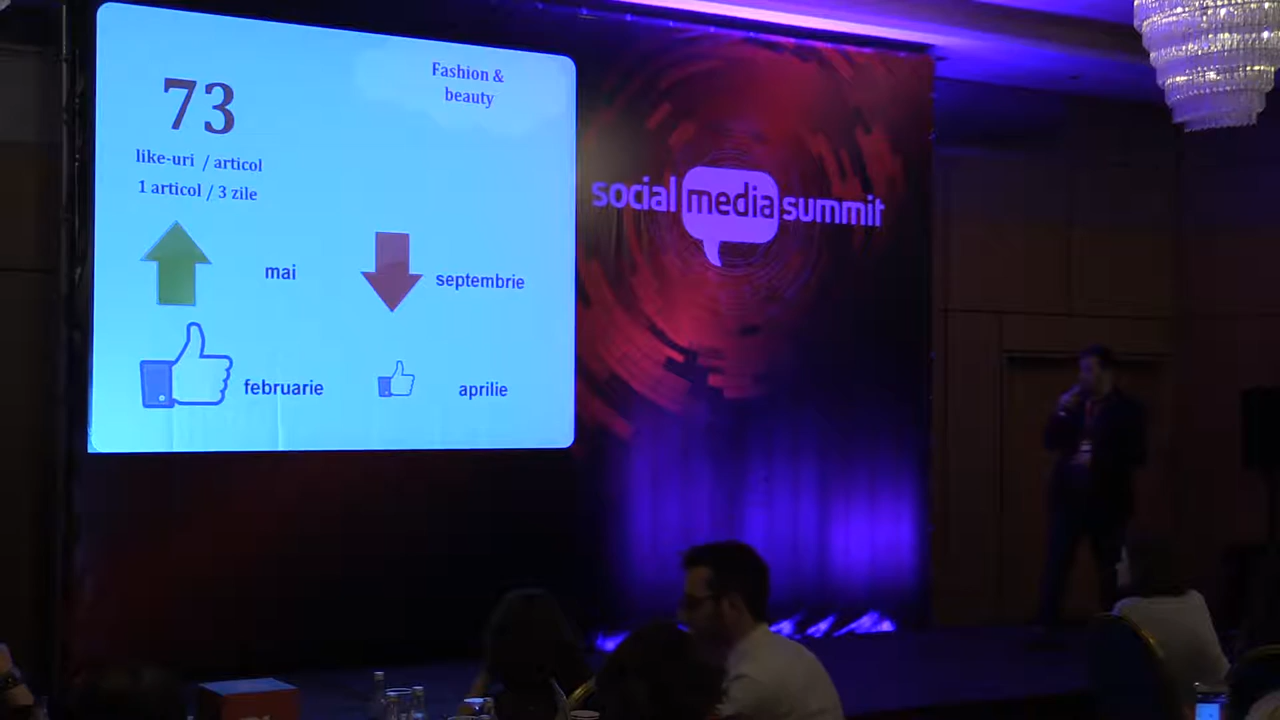 73
like-uri / articol
1 articol / 3 zile
Fashion &
beauty
mai
septembrie
februarie
aprilie
social media summit